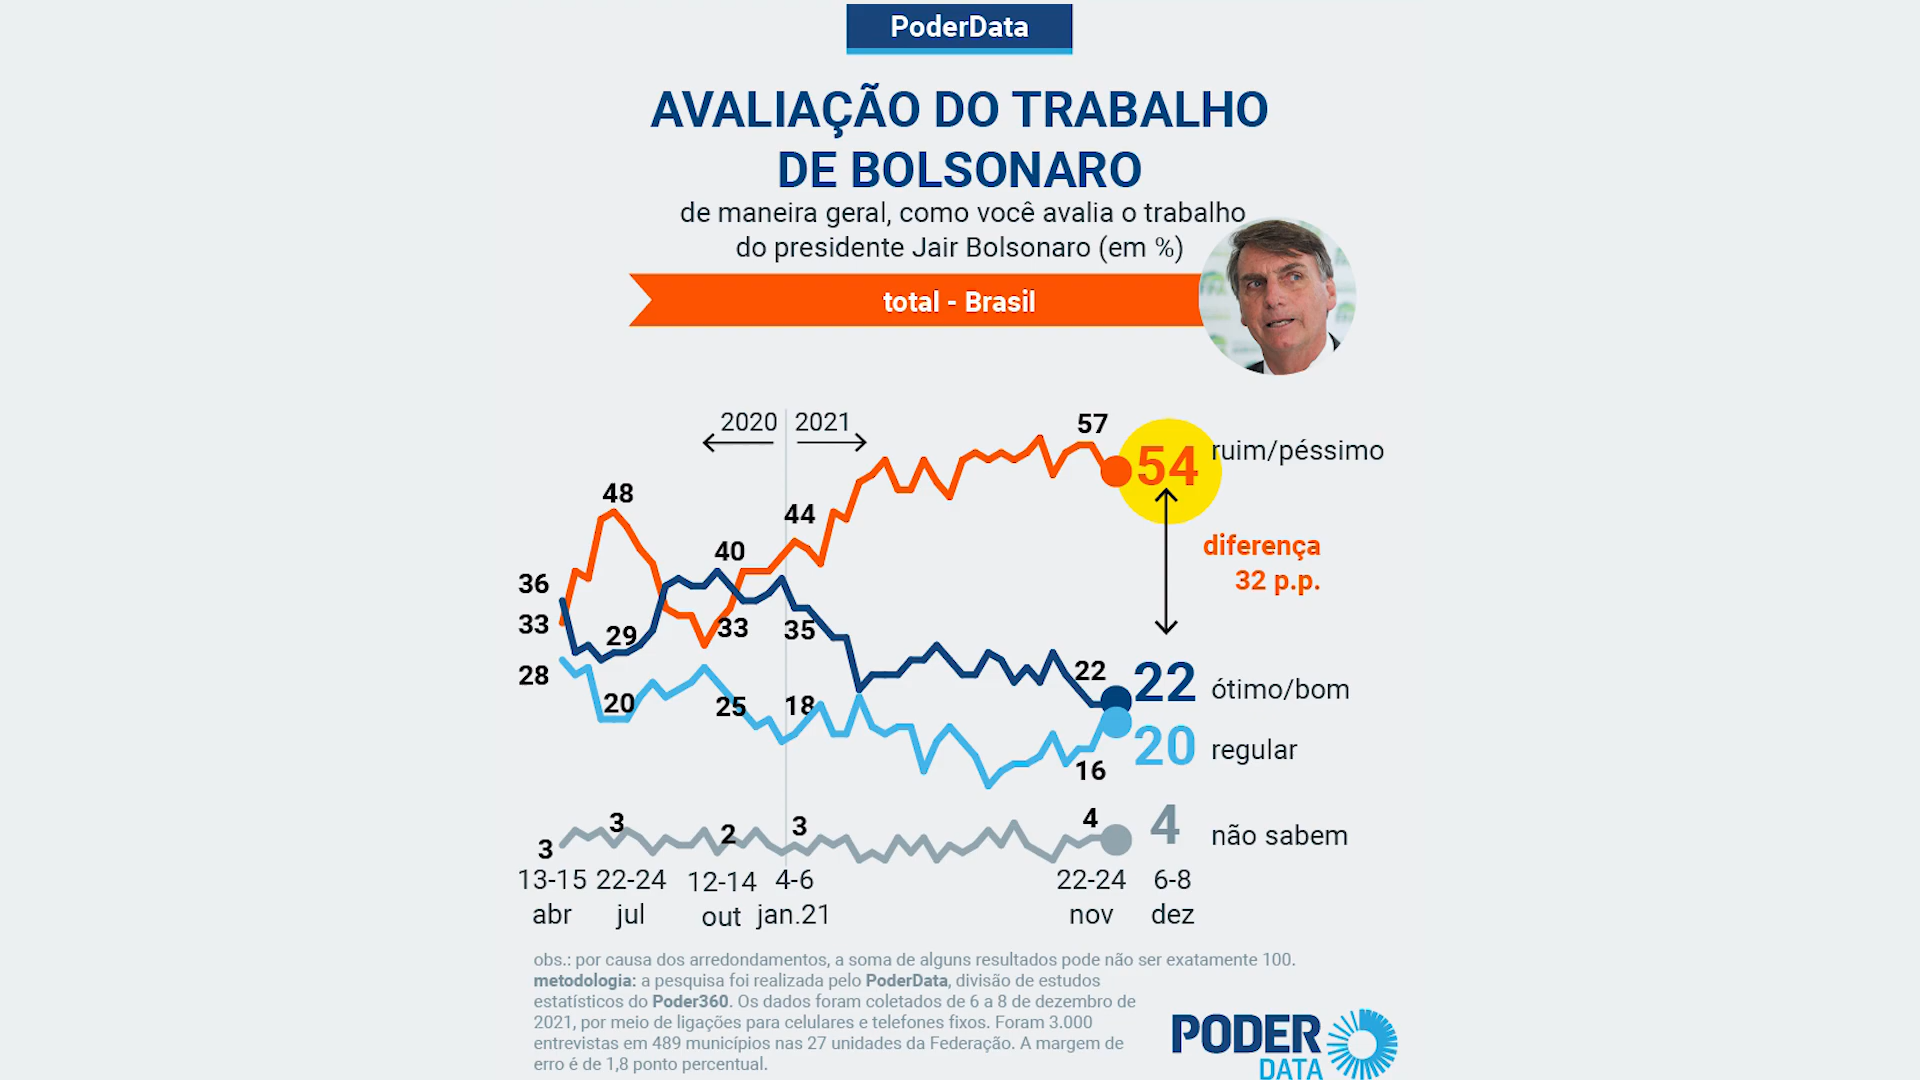 PoderData
AVALIAÇÃO DO TRABALHO
DE BOLSONARO
de maneira geral, como você avalia o trabalho
do presidente Jair Bolsonaro (em %)
total - Brasil
2020 2021
57
54 ruim/péssimo
48
44
40
diferença
32 p.p.
36
33
29
33
35
28
22
22 ótimo/bom
20
25
18
20 regular
16
3
3
2
3
4
4 não sabem
13-15 22-24 12-14 4-6 22-24 6-8
abr jul out jan.21 nov dez
obs.: por causa dos arredondamentos, a soma de alguns resultados pode não ser exatamente 100.
metodologia: a pesquisa foi realizada pelo PoderData, divisão de estudos
estatísticos do Poder360. Os dados foram coletados de 6 a 8 de dezembro de
2021, por meio de ligações para celulares e telefones fixos. Foram 3.000
entrevistas em 489 municípios nas 27 unidades da Federação. A margem de
erro é de 1,8 ponto percentual.
PODER
DATA